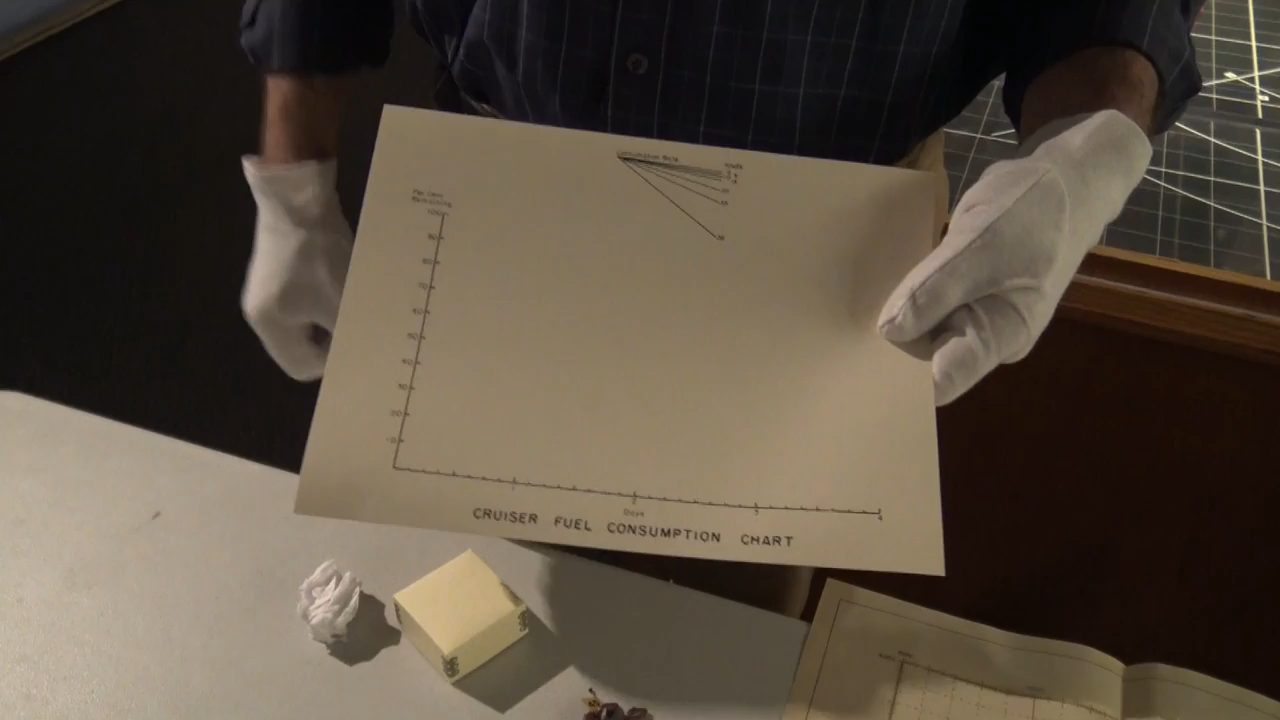 Consumption Rate
Knots
Per Cent
Remaining
100
90
80
70
60
50
40
30
20
10
1
2
3
4
Days
CRUISER FUEL CONSUMPTION CHART